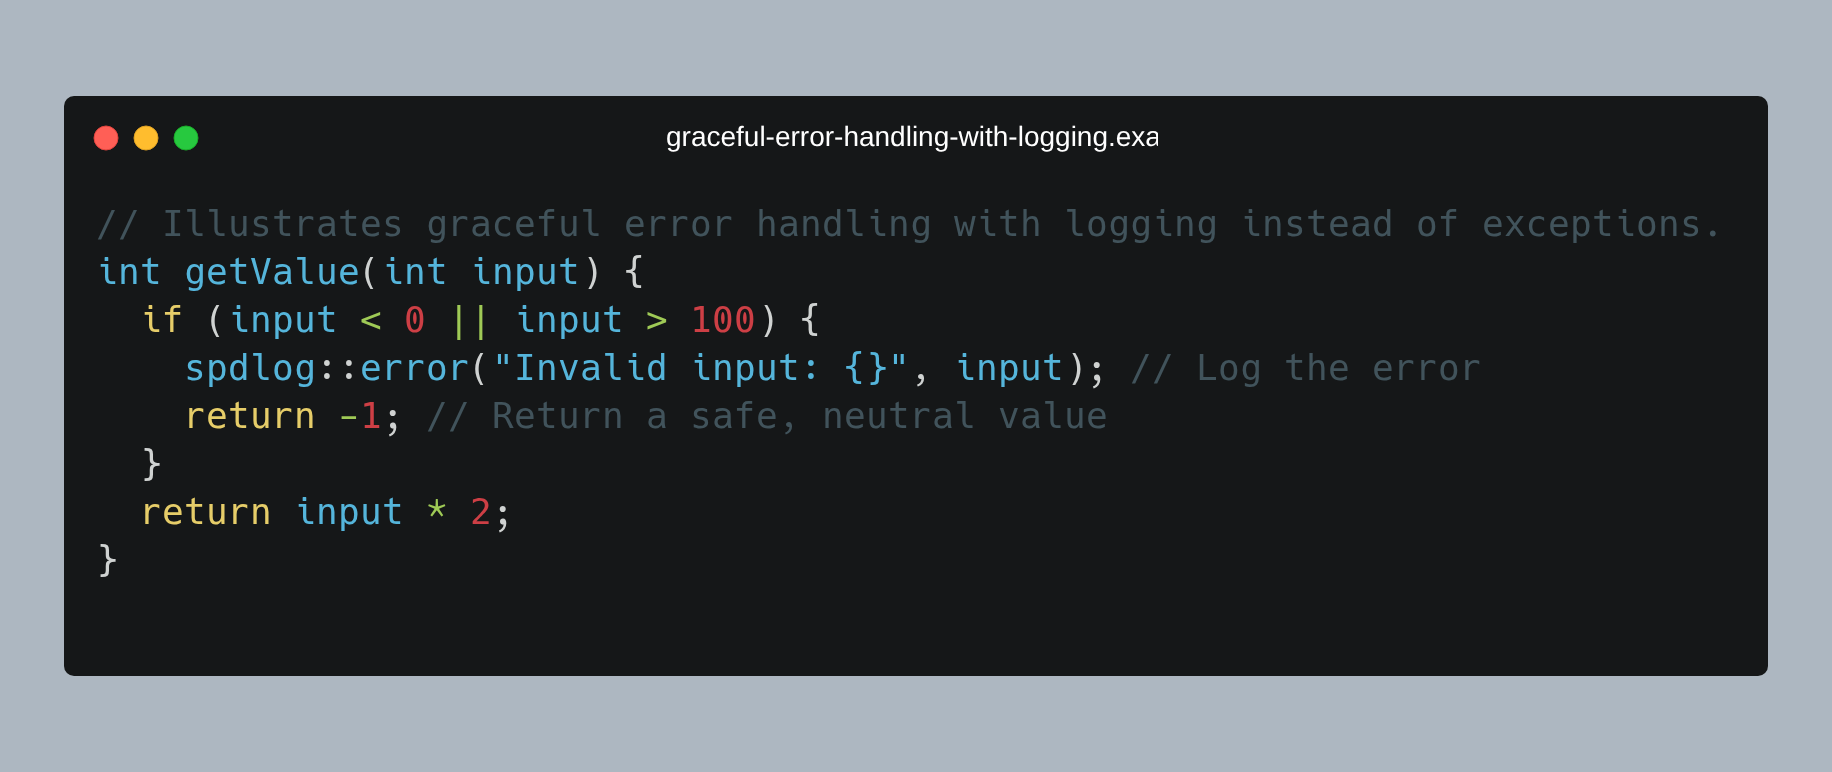 graceful-error-handling-with-logging.exa
// Illustrates graceful error handling with logging instead of exceptions.
int getValue(int input) {
  if (input < 0 || input > 100) {
    spdlog::error("Invalid input: {}", input); // Log the error
    return -1; // Return a safe, neutral value
  }
  return input * 2;
}